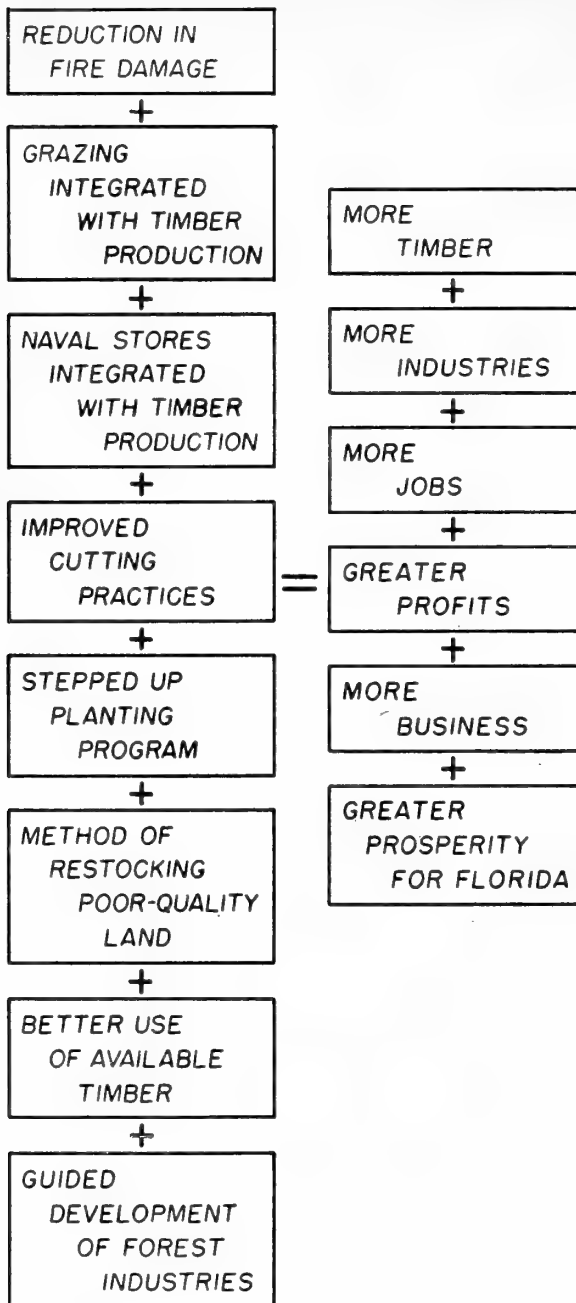 REDUCTION IN
FIRE DAMAGE
+
GRAZING
INTEGRATED
WITH TIMBER
PRODUCTION
+
NAVAL STORES
INTEGRATED
WITH TIMBER
PRODUCTION
+
IMPROVED
CUTTING
PRACTICES
+
STEPPED UP
PLANTING
PROGRAM
+
METHOD OF
RESTOCKING
POOR-QUALITY
LAND
+
BETTER USE
OF AVAILABLE
TIMBER
+
GUIDED
DEVELOPMENT
OF FOREST
INDUSTRIES
=
MORE
TIMBER
+
MORE
INDUSTRIES
+
MORE
JOBS
+
GREATER
PROFITS
+
MORE
BUSINESS
+
GREATER
PROSPERITY
FOR FLORIDA